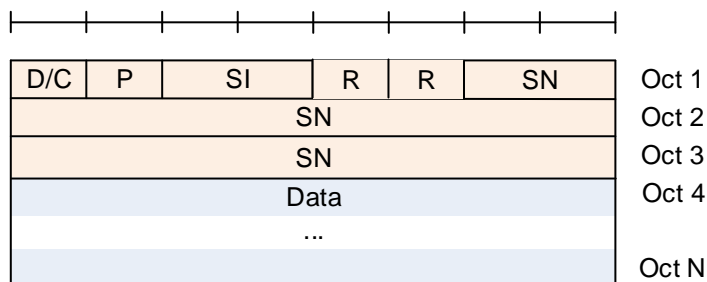 D/C P SI R R SN Oct 1
SN Oct 2
SN Oct 3
Data Oct 4
...
Oct N